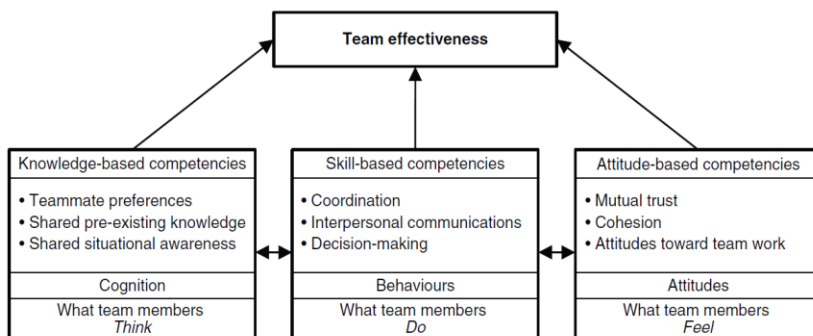 Team effectiveness
Knowledge-based competencies
• Teammate preferences
• Shared pre-existing knowledge
• Shared situational awareness
Cognition
What team members
Think
Skill-based competencies
• Coordination
• Interpersonal communications
• Decision-making
Behaviours
What team members
Do
Attitude-based competencies
• Mutual trust
• Cohesion
• Attitudes toward team work
Attitudes
What team members
Feel